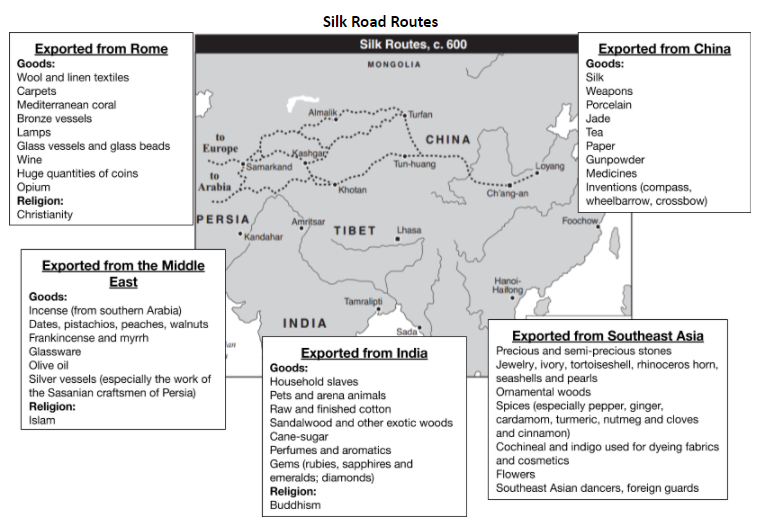 Silk Road Routes
Silk Routes, c. 600
Exported from Rome
Goods:
Wool and linen textiles
Carpets
Mediterranean coral
Bronze vessels
Lamps
Glass vessels and glass beads
Wine
Huge quantities of coins
Opium
Religion:
Christianity
MONGOLIA
Almalik
Turfan
to
Europe
CHINA
Kashgar
Samarkand
Tun-huang
Loyang
to
Arabia
Khotan
Ch'ang-an
PERSIA
Amritsar
TIBET
Lhasa
Kandahar
Foochow
Hanoi-
Haifong
Tamralipti
INDIA
Sada
Exported from China
Goods:
Silk
Weapons
Porcelain
Jade
Tea
Paper
Gunpowder
Medicines
Inventions (compass,
wheelbarrow, crossbow)
Exported from the Middle
East
Goods:
Incense (from southern Arabia)
Dates, pistachios, peaches, walnuts
Frankincense and myrrh
Glassware
Olive oil
Silver vessels (especially the work of
the Sasanian craftsmen of Persia)
Religion:
Islam
Exported from India
Goods:
Household slaves
Pets and arena animals
Raw and finished cotton
Sandalwood and other exotic woods
Cane-sugar
Perfumes and aromatics
Gems (rubies, sapphires and
emeralds; diamonds)
Religion:
Buddhism
Exported from Southeast Asia
Precious and semi-precious stones
Jewelry, ivory, tortoiseshell, rhinoceros horn,
seashells and pearls
Ornamental woods
Spices (especially pepper, ginger,
cardamom, turmeric, nutmeg and cloves
and cinnamon)
Cochineal and indigo used for dyeing fabrics
and cosmetics
Flowers
Southeast Asian dancers, foreign guards